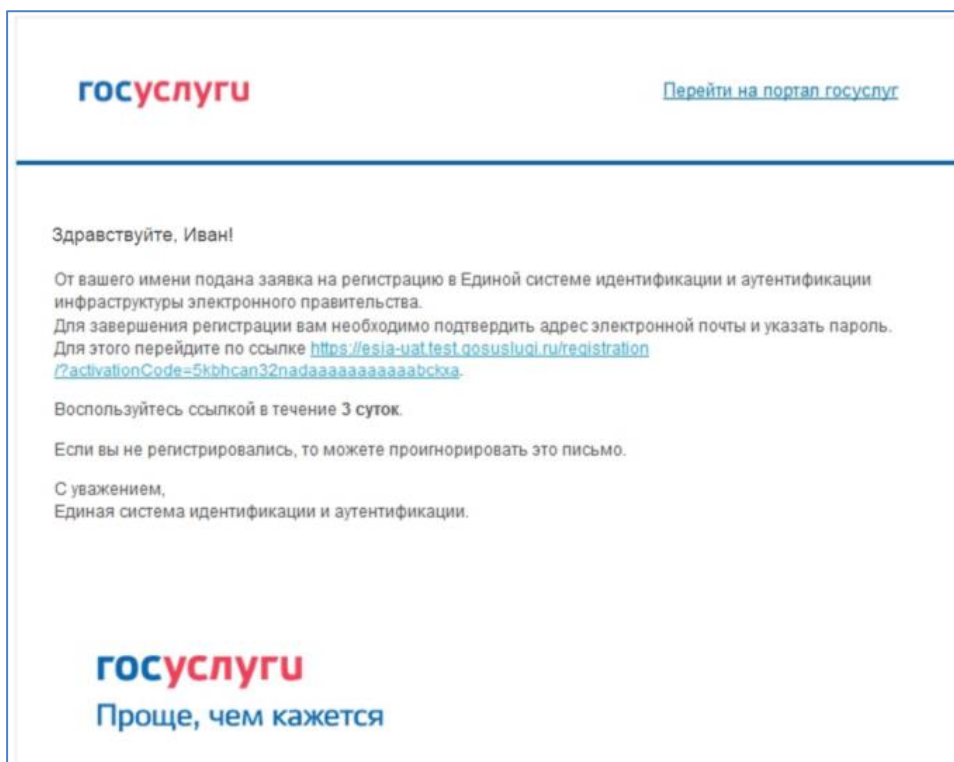 госуслуги
Перейти на портал госуслуг
Здравствуйте, Иван!
От вашего имени подана заявка на регистрацию в Единой системе идентификации и аутентификации
инфраструктуры электронного правительства.
Для завершения регистрации вам необходимо подтвердить адрес электронной почты и указать пароль.
Для этого перейдите по ссылке https://esia-uat.test.gosuslugi.ru/registration
/?activationCode=5kbhcan32nadaaaaaaaaaaabckxa.
Воспользуйтесь ссылкой в течение 3 суток.
Если вы не регистрировались, то можете проигнорировать это письмо.
С уважением,
Единая система идентификации и аутентификации.
госуслуги
Проще, чем кажется